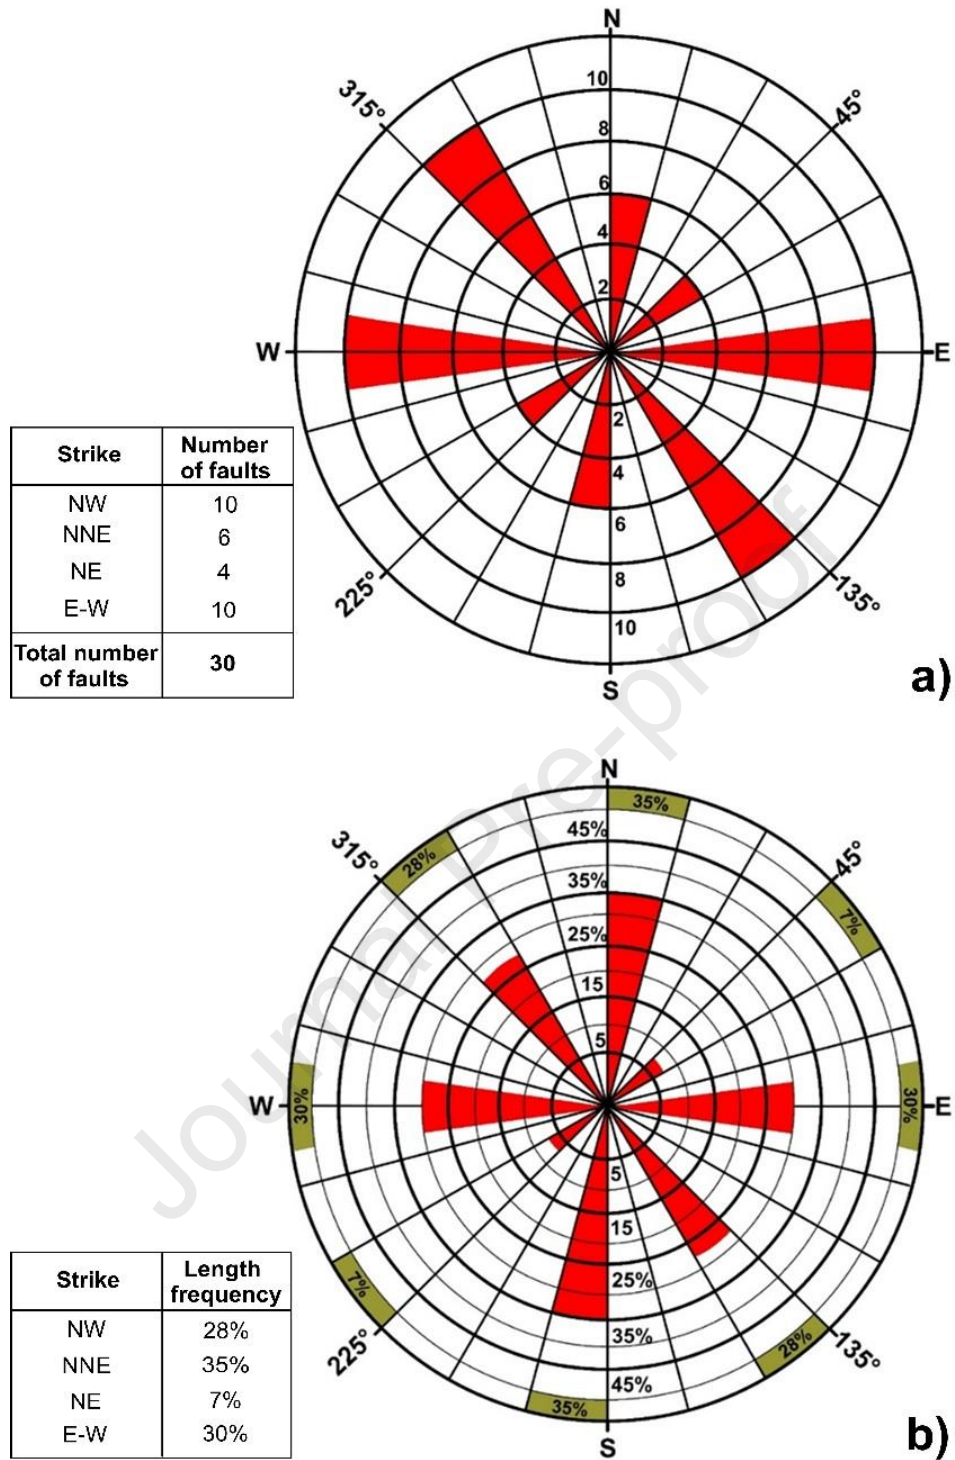 N
10
315°
45°
8
6
4
2
W
E
2
4
6
8
10
225°
135°
S
Strike Number of faults
NW 10
NNE 6
NE 4
E-W 10
Total number of faults 30
a)
Journal Pre-proof
N
35%
45%
315°
45°
28%
35%
7%
25%
15
5
W
30%
30%
E
5
15
25%
7%
35%
28%
225°
135°
45%
35%
S
Strike Length frequency
NW 28%
NNE 35%
NE 7%
E-W 30%
b)